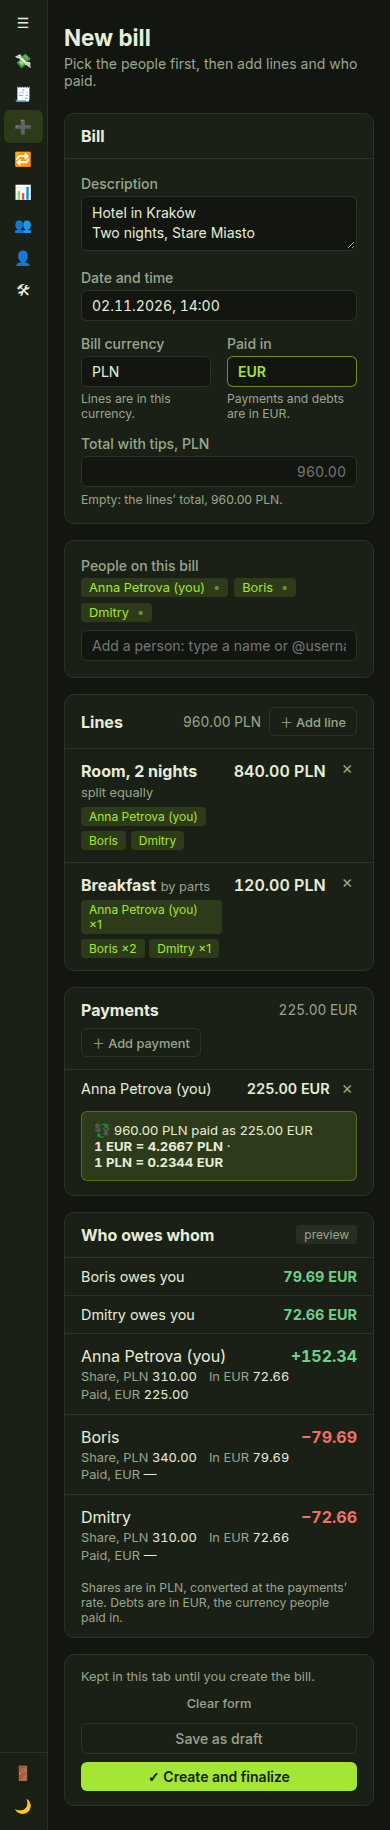 New bill
Pick the people first, then add lines and who
paid.
Bill
Description
Hotel in Kraków
Two nights, Stare Miasto
Date and time
02.11.2026, 14:00
Bill currency
Paid in
PLN
EUR
Lines are in this
currency.
Payments and debts
are in EUR.
Total with tips, PLN
960.00
Empty: the lines’ total, 960.00 PLN.
People on this bill
Anna Petrova (you) •
Boris •
Dmitry •
Add a person: type a name or @userna
Lines
960.00 PLN
+ Add line
Room, 2 nights
840.00 PLN ×
split equally
Anna Petrova (you)
Boris
Dmitry
Breakfast by parts
120.00 PLN ×
Anna Petrova (you)
×1
Boris ×2
Dmitry ×1
Payments
225.00 EUR
+ Add payment
Anna Petrova (you)
225.00 EUR ×
960.00 PLN paid as 225.00 EUR
1 EUR = 4.2667 PLN ·
1 PLN = 0.2344 EUR
Who owes whom
preview
Boris owes you
79.69 EUR
Dmitry owes you
72.66 EUR
Anna Petrova (you)
+152.34
Share, PLN 310.00 In EUR 72.66
Paid, EUR 225.00
Boris
−79.69
Share, PLN 340.00 In EUR 79.69
Paid, EUR —
Dmitry
−72.66
Share, PLN 310.00 In EUR 72.66
Paid, EUR —
Shares are in PLN, converted at the payments’
rate. Debts are in EUR, the currency people
paid in.
Kept in this tab until you create the bill.
Clear form
Save as draft
✓ Create and finalize